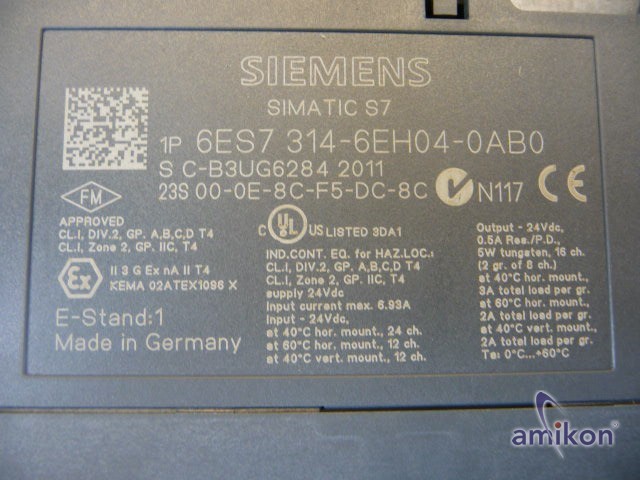 SIEMENS
SIMATIC S7
1P 6ES7 314-6EH04-0AB0
S C-B3UG6284 2011
23S 00-0E-8C-F5-DC-8C
N117
CE
FM
APPROVED
CL.I, DIV.2, GP. A,B,C,D T4
CL.I, Zone 2, GP. IIC, T4
Ex
II 3 G Ex nA II T4
KEMA 02ATEX1096 X
E-Stand:1
Made in Germany
C UL US LISTED 3DA1
IND.CONT. EQ. for HAZ.LOC.:
CL.I, DIV.2, GP. A,B,C,D T4
CL.I, Zone 2, GP. IIC, T4
supply 24Vdc
Input current max. 6.93A
Input - 24Vdc,
at 40°C hor. mount., 24 ch.
at 60°C hor. mount., 12 ch.
at 40°C vert. mount., 12 ch.
Output - 24Vdc,
0.5A Res./P.D.,
5W tungsten, 16 ch.
(2 gr. of 8 ch.)
at 40°C hor. mount.,
3A total load per gr.
at 60°C hor. mount.,
2A total load per gr.
at 40°C vert. mount.,
2A total load per gr.
Ta: 0°C...+60°C
amikon